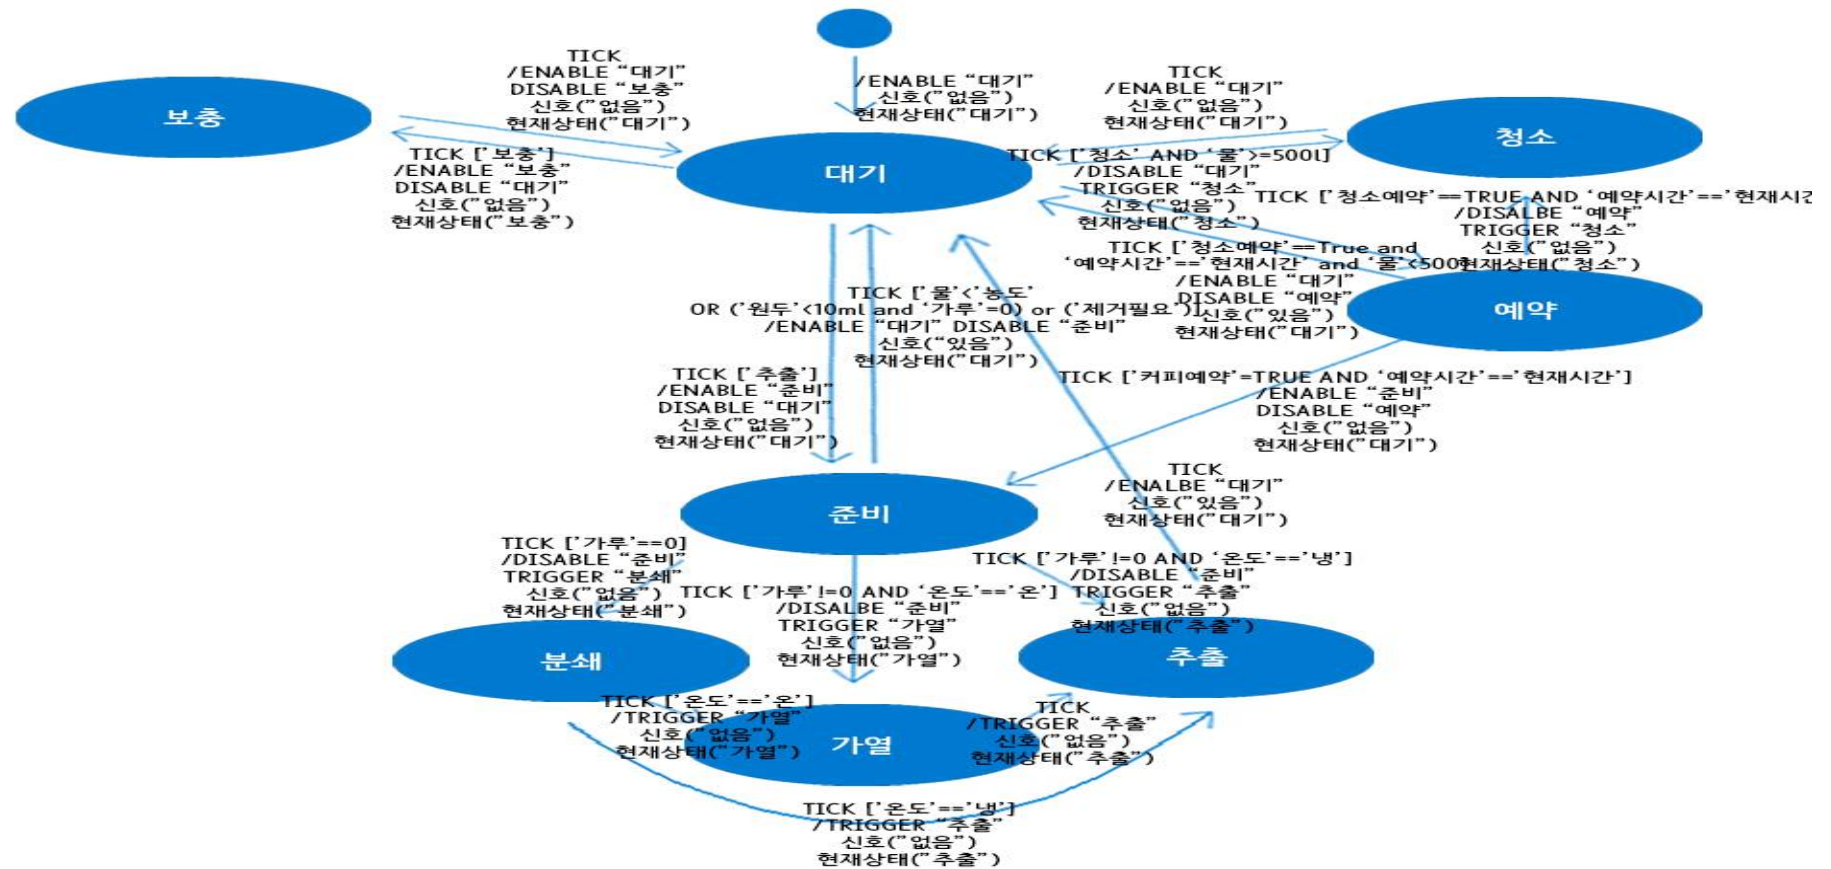 TICK
/ENABLE “대기”
DISABLE “보충”
신호(”없음”)
현재상태(”대기”)
/ENABLE “대기”
신호(”없음”)
현재상태(”대기”)
TICK
/ENABLE “대기”
신호(”없음”)
현재상태(”대기”)
보충
대기
청소
TICK [’보충’]
/ENABLE “보충”
DISABLE “대기”
신호(”없음”)
현재상태(”보충”)
TICK [’청소’ AND ‘물’>=500l]
/DISABLE “대기”
TRIGGER “청소”
신호(”없음”)
현재상태(”청소”)
TICK [’청소예약’==TRUE AND ‘예약시간’==’현재시간
/DISALBE “예약”
TRIGGER “청소”
신호(”없음”)
현재상태(”청소”)
TICK [’청소예약’==True and
‘예약시간’==’현재시간’ and ‘물’<500l
/ENABLE “대기”
DISABLE “예약”
신호(”있음”)
현재상태(”대기”)
예약
TICK [’물’<’농도’
OR (’원두’<10ml and ‘가루’=0) or (’제거필요’)]
/ENABLE “대기” DISABLE “준비”
신호(“있음”)
현재상태(”대기”)
TICK [’추출’]
/ENABLE “준비”
DISABLE “대기”
신호(”없음”)
현재상태(”대기”)
TICK [’커피예약’=TRUE AND ‘예약시간’==’현재시간’]
/ENABLE “준비”
DISABLE “예약”
신호(”없음”)
현재상태(”대기”)
TICK
/ENALBE “대기”
신호(”있음”)
현재상태(”대기”)
준비
TICK [’가루’==0]
/DISABLE “준비”
TRIGGER “분쇄”
신호(”없음”)
현재상태(”분쇄”)
TICK [’가루’!=0 AND ‘온도’==’온’]
/DISALBE “준비”
TRIGGER “가열”
신호(”없음”)
현재상태(”가열”)
TICK [’가루’!=0 AND ‘온도’==’냉’]
/DISABLE “준비”
TRIGGER “추출”
신호(”없음”)
현재상태(”추출”)
분쇄
추출
TICK [’온도’==’온’]
/TRIGGER “가열”
신호(”없음”)
현재상태(”가열”)
가열
TICK
/TRIGGER “추출”
신호(”없음”)
현재상태(”추출”)
TICK [’온도’==’냉’]
/TRIGGER “추출”
신호(”없음”)
현재상태(”추출”)